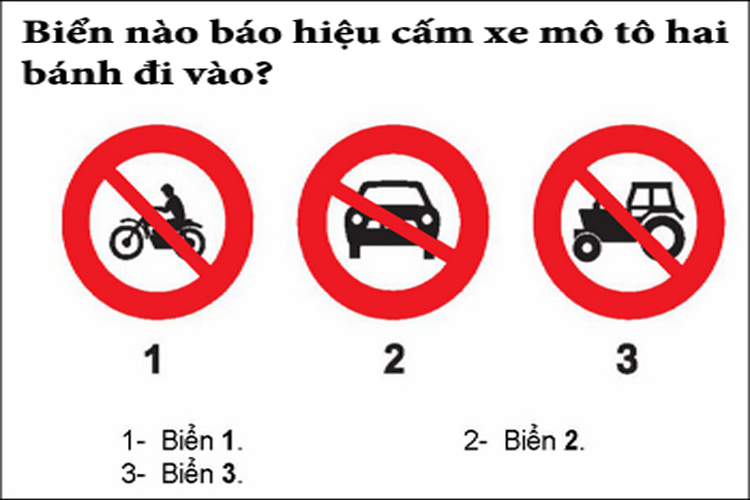 Biển nào báo hiệu cấm xe mô tô hai
bánh đi vào?
1 2 3
1- Biển 1. 2- Biển 2.
3- Biển 3.